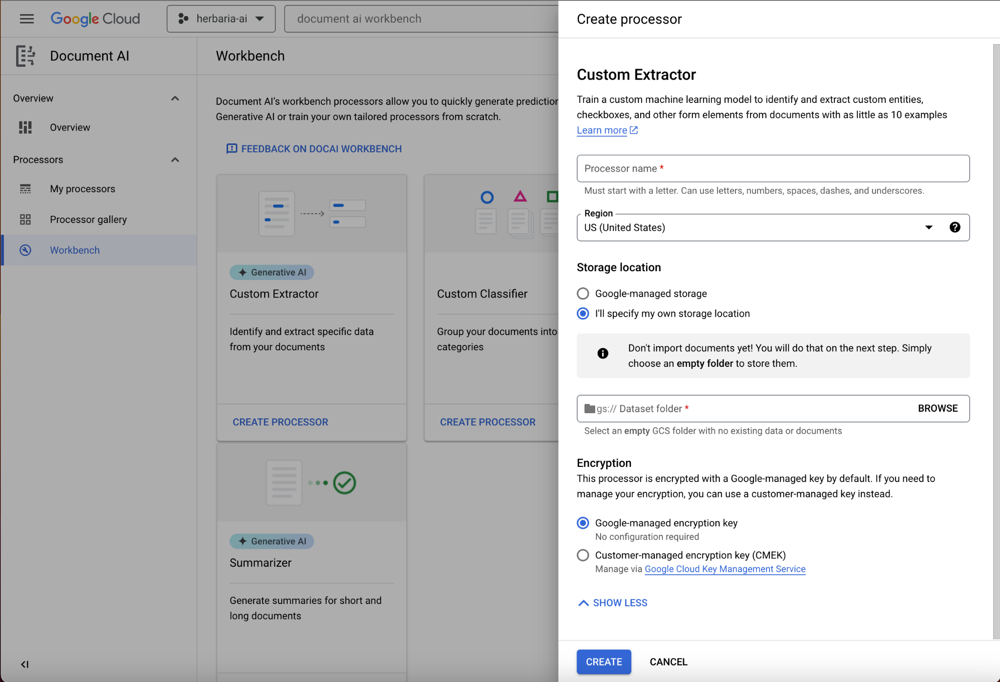 Google Cloud
herbaria-ai
document ai workbench
Document AI
Overview
Overview
Processors
My processors
Processor gallery
Workbench
Workbench
Document AI’s workbench processors allow you to quickly generate prediction
Generative AI or train your own tailored processors from scratch.
FEEDBACK ON DOCAI WORKBENCH
Generative AI
Custom Extractor
Identify and extract specific data
from your documents
CREATE PROCESSOR
Custom Classifier
Group your documents into
categories
CREATE PROCESSOR
Generative AI
Summarizer
Generate summaries for short and
long documents
Create processor
Custom Extractor
Train a custom machine learning model to identify and extract custom entities,
checkboxes, and other form elements from documents with as little as 10 examples
Learn more
Processor name *
Must start with a letter. Can use letters, numbers, spaces, dashes, and underscores.
Region
US (United States)
Storage location
Google-managed storage
I'll specify my own storage location
Don't import documents yet! You will do that on the next step. Simply
choose an empty folder to store them.
gs:// Dataset folder * BROWSE
Select an empty GCS folder with no existing data or documents
Encryption
This processor is encrypted with a Google-managed key by default. If you need to
manage your encryption, you can use a customer-managed key instead.
Google-managed encryption key
No configuration required
Customer-managed encryption key (CMEK)
Manage via Google Cloud Key Management Service
SHOW LESS
CREATE CANCEL